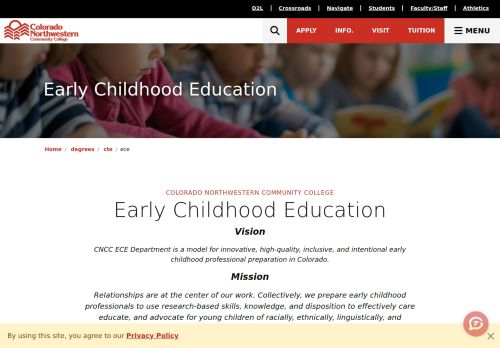 D2L | Crossroads | Navigate | Students | Faculty/Staff | Athletics
Colorado
Northwestern
Community College
APPLY INFO. VISIT TUITION MENU
Early Childhood Education
Home / degrees / cte / ece
COLORADO NORTHWESTERN COMMUNITY COLLEGE
Early Childhood Education
Vision
CNCC ECE Department is a model for innovative, high-quality, inclusive, and intentional early
childhood professional preparation in Colorado.
Mission
Relationships are at the center of our work. Collectively, we prepare early childhood
professionals to use research-based skills, knowledge, and disposition to effectively care
educate, and advocate for young children of racially, ethnically, linguistically, and
By using this site, you agree to our Privacy Policy